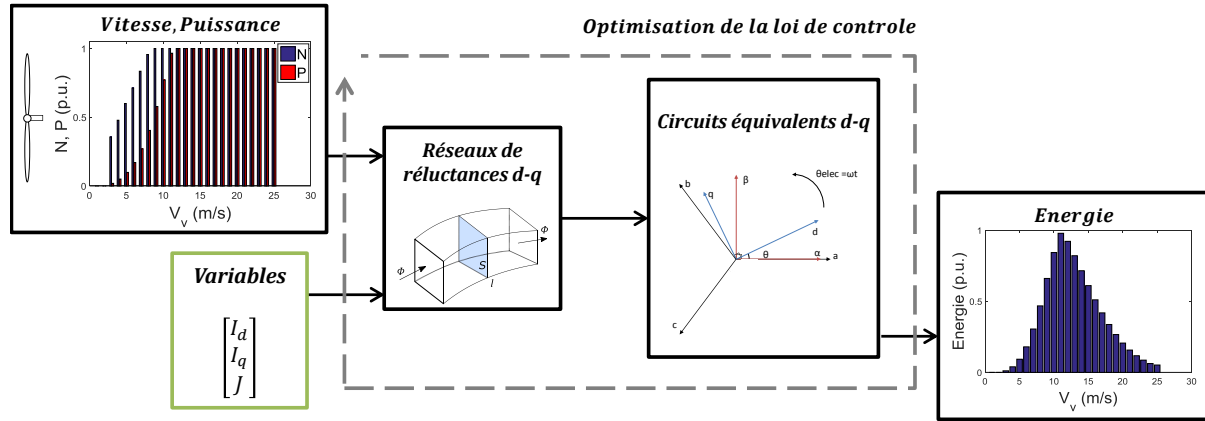 Vitesse, Puissance
N
P
N, P (p.u.)
1
0.5
0
0 5 10 15 20 25 30
V_v (m/s)
Optimisation de la loi de controle
Réseaux de
réluctances d-q
Φ
Φ
S
l
Variables
I_d
I_q
J
Circuits équivalents d-q
b
q
β
θelec =ωt
d
θ
α
a
c
Energie
Energie (p.u.)
1
0.5
0
0 5 10 15 20 25 30
V_v (m/s)